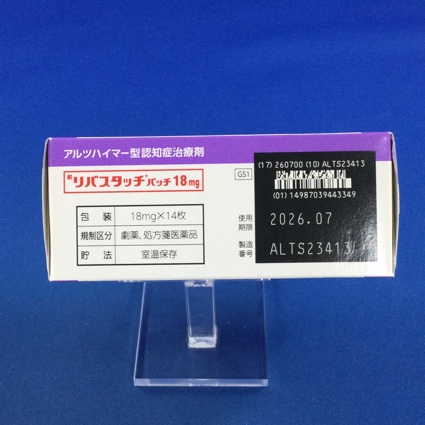 アルツハイマー型認知症治療剤
リバスタッチ®パッチ18mg
包装 18mg×14枚
規制区分 劇薬、処方箋医薬品
貯法 室温保存
GS1
(17) 260700 (10) ALTS23413
(01) 14987039443349
使用期限 2026.07
製造番号 ALTS23413